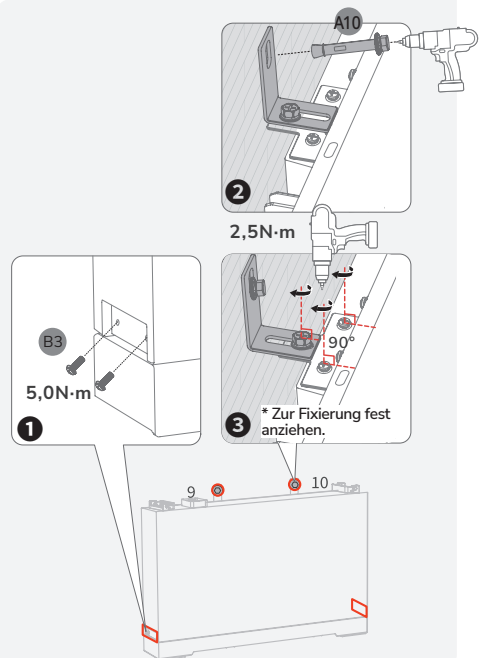 A10
2
2,5N·m
B3
5,0N·m
1
90°
* Zur Fixierung fest
anziehen.
3
9
10